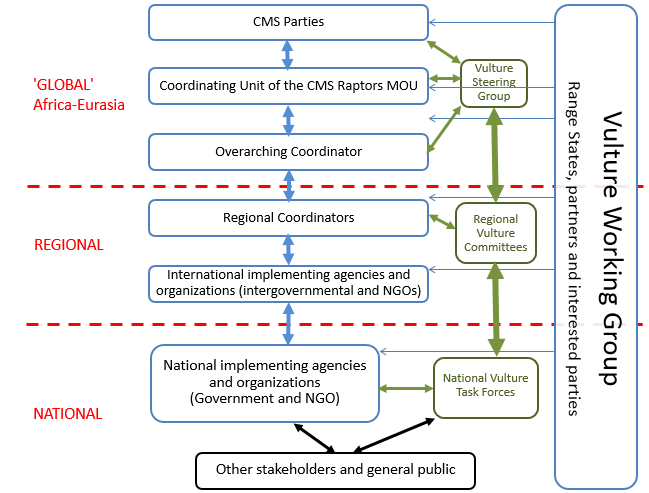 CMS Parties
'GLOBAL'
Africa-Eurasia
Coordinating Unit of the CMS Raptors MOU
Vulture
Steering
Group
Overarching Coordinator
REGIONAL
Regional Coordinators
Regional
Vulture
Committees
International implementing agencies and
organizations (intergovernmental and NGOs)
NATIONAL
National implementing agencies
and organizations
(Government and NGO)
National Vulture
Task Forces
Other stakeholders and general public
Vulture Working Group
Range States, partners and interested parties